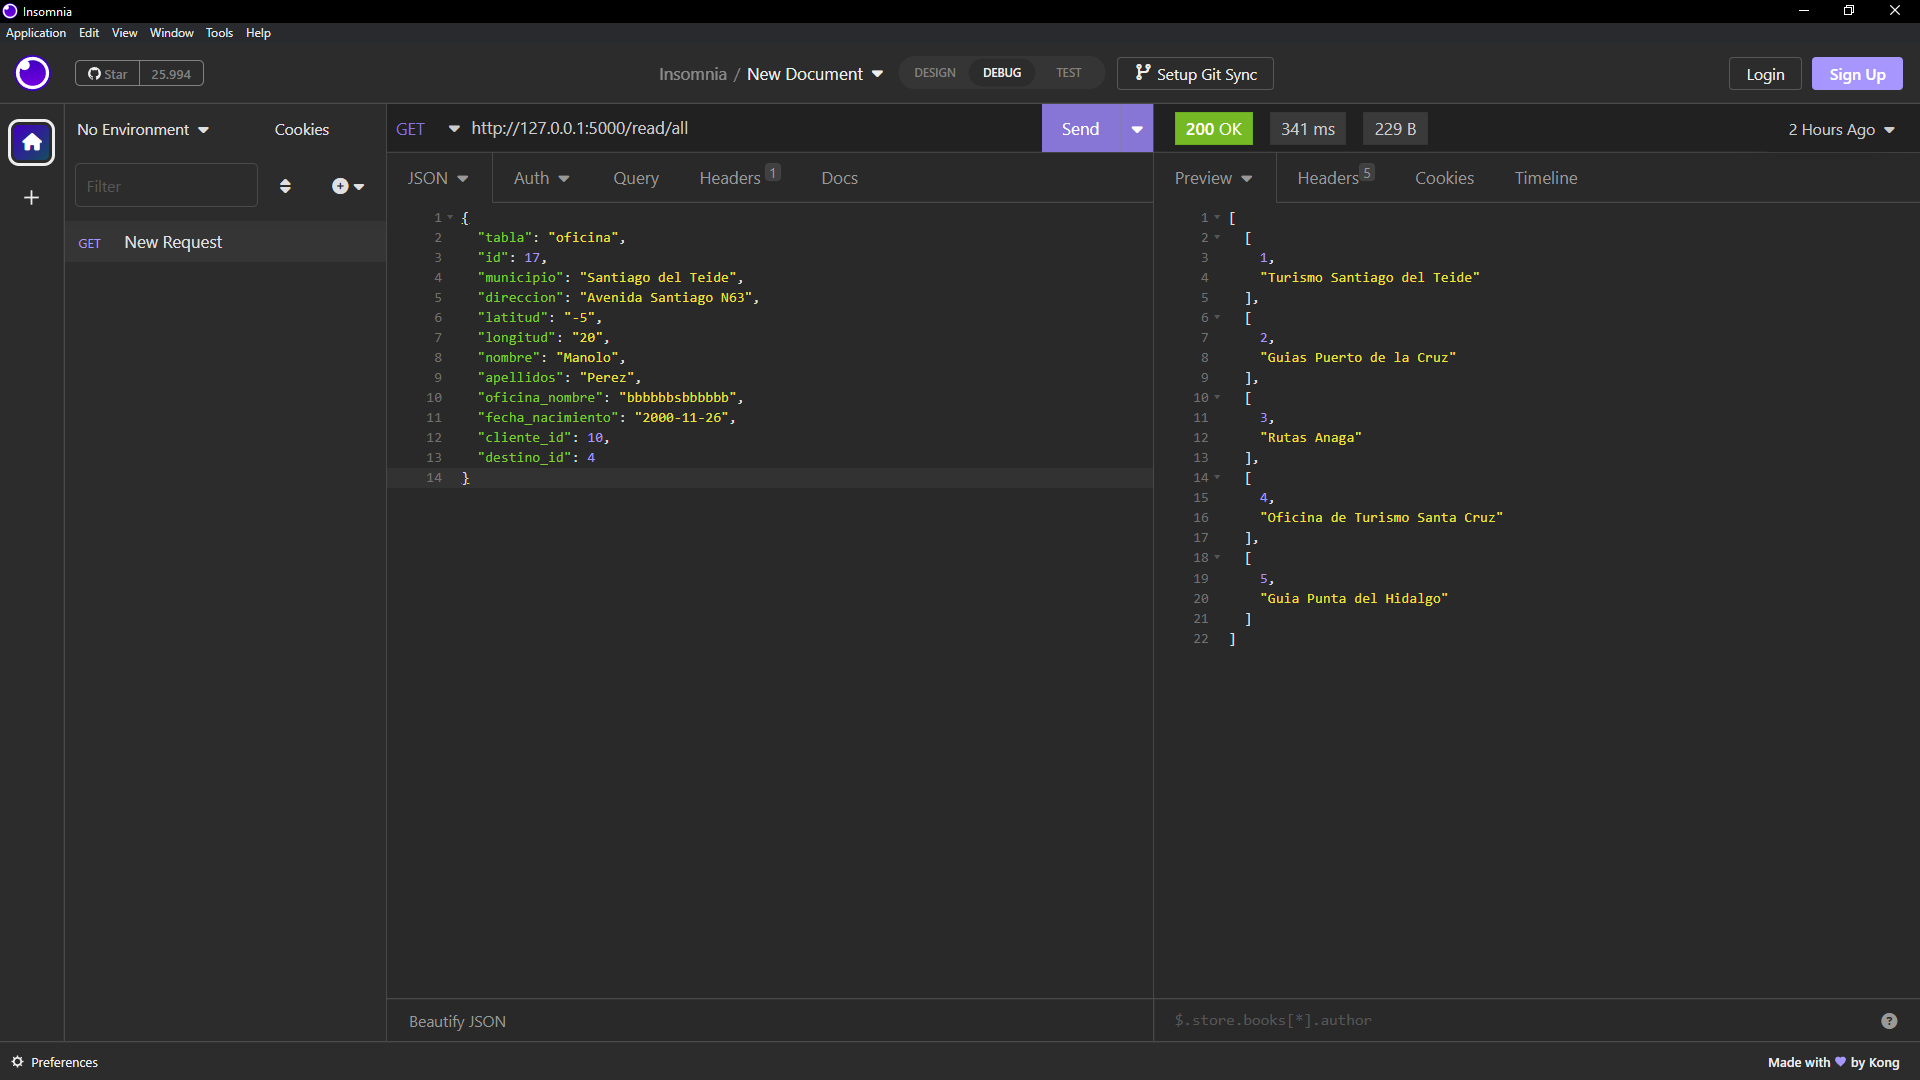 Insomnia
Application Edit View Window Tools Help
Star 25.994
Insomnia / New Document
DESIGN DEBUG TEST
Setup Git Sync
Login
Sign Up
No Environment
Cookies
Filter
GET New Request
GET http://127.0.0.1:5000/read/all
Send
JSON Auth Query Headers 1 Docs
1 {
2 "tabla": "oficina",
3 "id": 17,
4 "municipio": "Santiago del Teide",
5 "direccion": "Avenida Santiago N63",
6 "latitud": "-5",
7 "longitud": "20",
8 "nombre": "Manolo",
9 "apellidos": "Perez",
10 "oficina_nombre": "bbbbbbsbbbbbb",
11 "fecha_nacimiento": "2000-11-26",
12 "cliente_id": 10,
13 "destino_id": 4
14 }
Beautify JSON
200 OK 341 ms 229 B
2 Hours Ago
Preview Headers 5 Cookies Timeline
1 [
2 [
3 1,
4 "Turismo Santiago del Teide"
5 ],
6 [
7 2,
8 "Guias Puerto de la Cruz"
9 ],
10 [
11 3,
12 "Rutas Anaga"
13 ],
14 [
15 4,
16 "Oficina de Turismo Santa Cruz"
17 ],
18 [
19 5,
20 "Guia Punta del Hidalgo"
21 ]
22 ]
$.store.books[*].author
?
Preferences
Made with 💜 by Kong